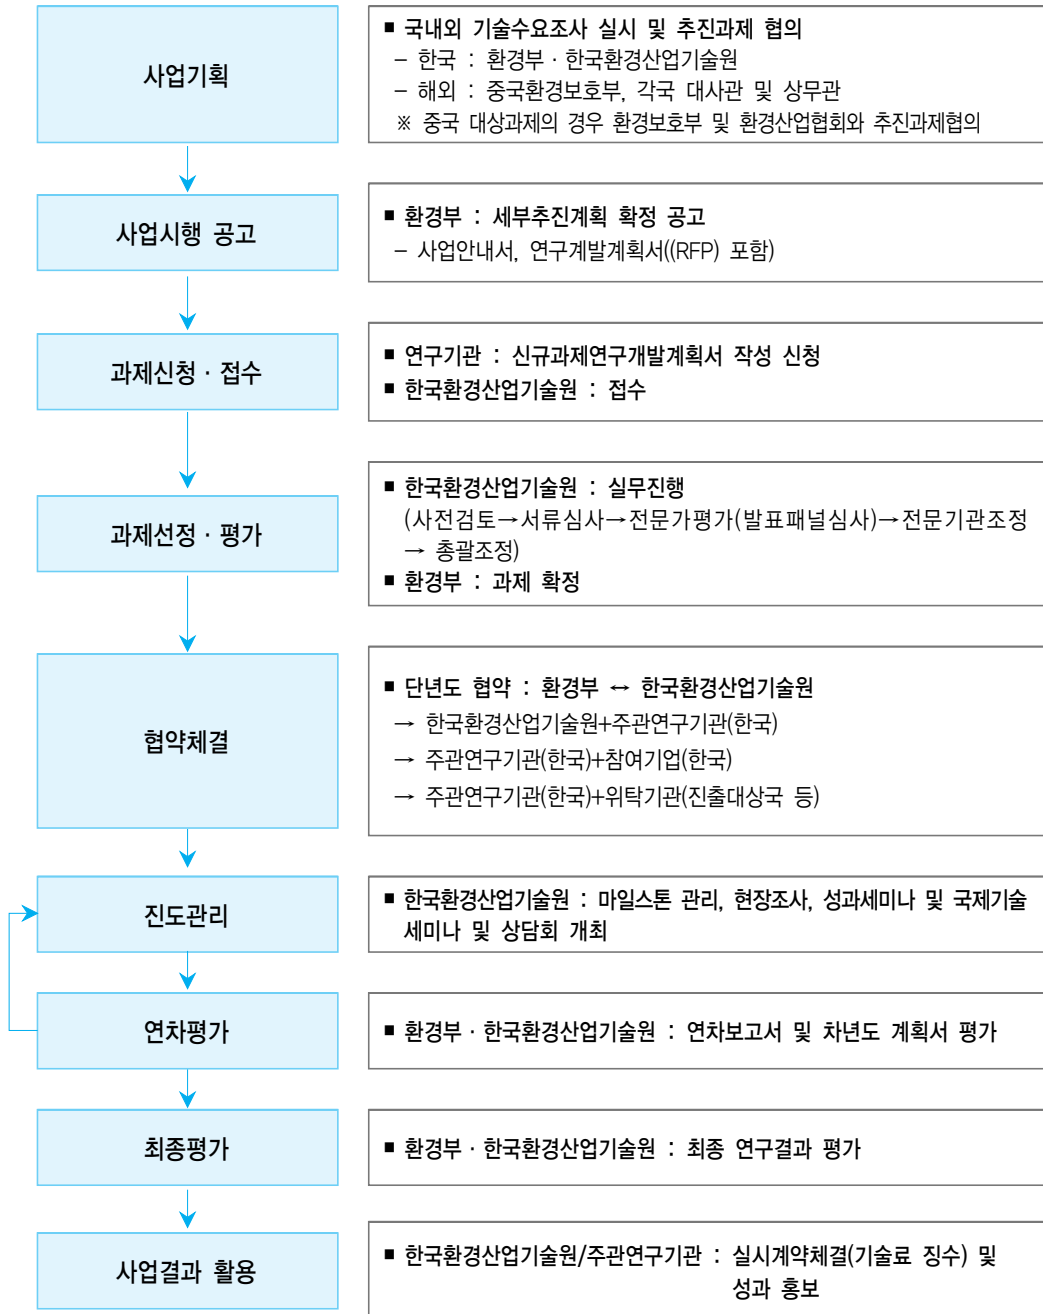 사업기획
■ 국내외 기술수요조사 실시 및 추진과제 협의
– 한국 : 환경부 · 한국환경산업기술원
– 해외 : 중국환경보호부, 각국 대사관 및 상무관
※ 중국 대상과제의 경우 환경보호부 및 환경산업협회와 추진과제협의
사업시행 공고
■ 환경부 : 세부추진계획 확정 공고
– 사업안내서, 연구계발계획서((RFP) 포함)
과제신청 · 접수
■ 연구기관 : 신규과제연구개발계획서 작성 신청
■ 한국환경산업기술원 : 접수
과제선정 · 평가
■ 한국환경산업기술원 : 실무진행
(사전검토→서류심사→전문가평가(발표패널심사)→전문기관조정
→ 총괄조정)
■ 환경부 : 과제 확정
협약체결
■ 단년도 협약 : 환경부 ↔ 한국환경산업기술원
→ 한국환경산업기술원+주관연구기관(한국)
→ 주관연구기관(한국)+참여기업(한국)
→ 주관연구기관(한국)+위탁기관(진출대상국 등)
진도관리
■ 한국환경산업기술원 : 마일스톤 관리, 현장조사, 성과세미나 및 국제기술
세미나 및 상담회 개최
연차평가
■ 환경부 · 한국환경산업기술원 : 연차보고서 및 차년도 계획서 평가
최종평가
■ 환경부 · 한국환경산업기술원 : 최종 연구결과 평가
사업결과 활용
■ 한국환경산업기술원/주관연구기관 : 실시계약체결(기술료 징수) 및
성과 홍보